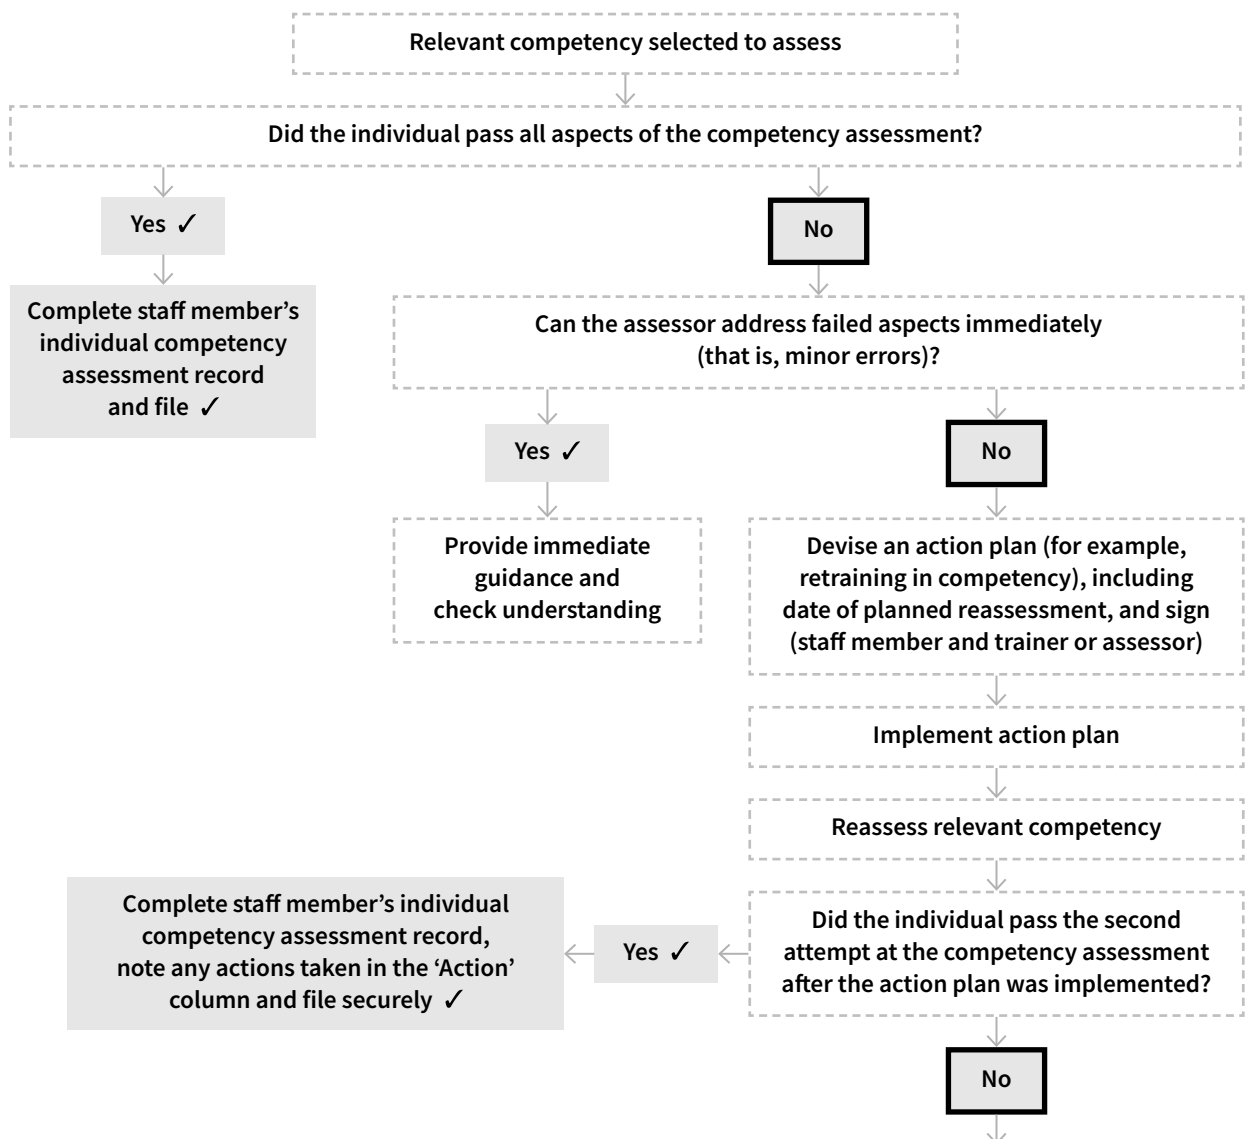 Relevant competency selected to assess
Did the individual pass all aspects of the competency assessment?
Yes ✓
No
Complete staff member’s
individual competency
assessment record
and file ✓
Can the assessor address failed aspects immediately
(that is, minor errors)?
Yes ✓
No
Provide immediate
guidance and
check understanding
Devise an action plan (for example,
retraining in competency), including
date of planned reassessment, and sign
(staff member and trainer or assessor)
Implement action plan
Reassess relevant competency
Did the individual pass the second
attempt at the competency assessment
after the action plan was implemented?
Yes ✓
Complete staff member’s individual
competency assessment record,
note any actions taken in the ‘Action’
column and file securely ✓
No